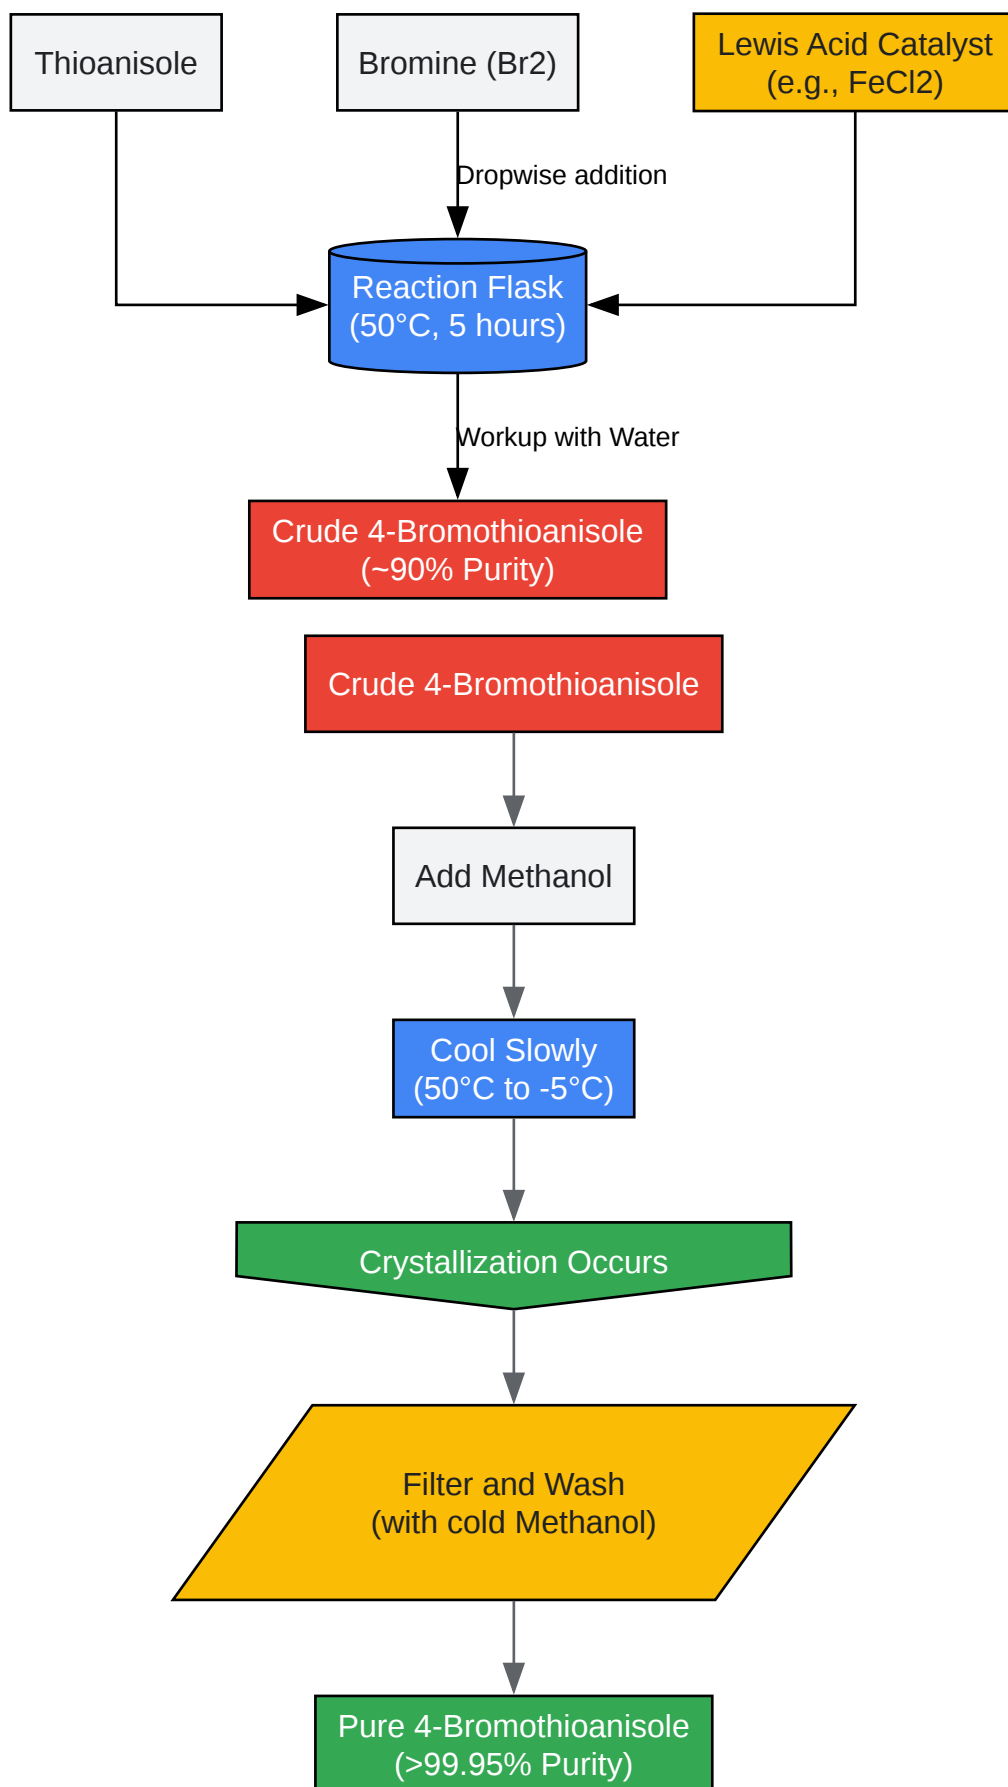 Thioanisole
Bromine (Br2)
Lewis Acid Catalyst
(e.g., FeCl2)
Dropwise addition
Reaction Flask
(50°C, 5 hours)
Workup with Water
Crude 4-Bromothioanisole
(~90% Purity)
Crude 4-Bromothioanisole
Add Methanol
Cool Slowly
(50°C to -5°C)
Crystallization Occurs
Filter and Wash
(with cold Methanol)
Pure 4-Bromothioanisole
(>99.95% Purity)